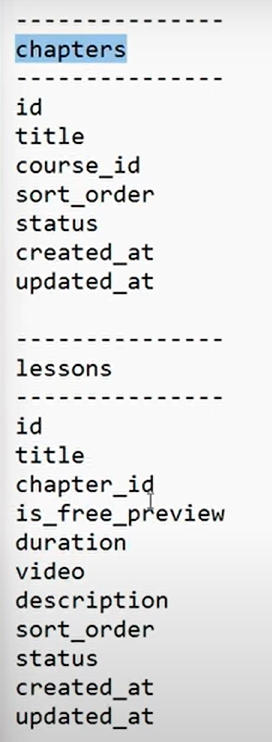 ---------------
chapters
---------------
id
title
course_id
sort_order
status
created_at
updated_at
---------------
lessons
---------------
id
title
chapter_id
is_free_preview
duration
video
description
sort_order
status
created_at
updated_at